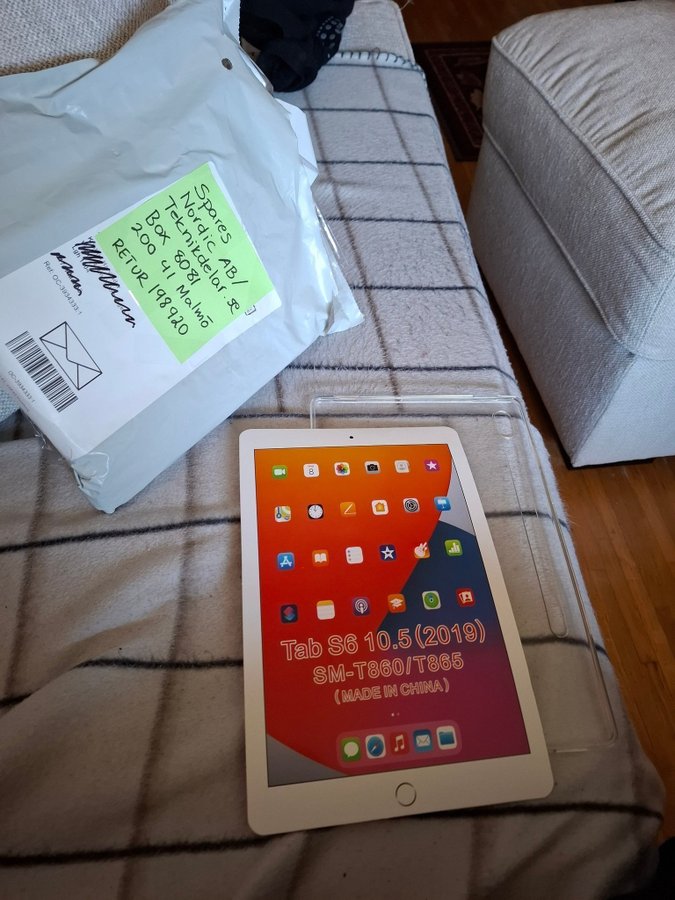 Spares
Nordic AB/
Teknikdelar se
Box 8081
200 41 Malmö
RETUR 198920
8
Tab S6 10.5 (2019)
SM-T860/T865
(MADE IN CHINA)